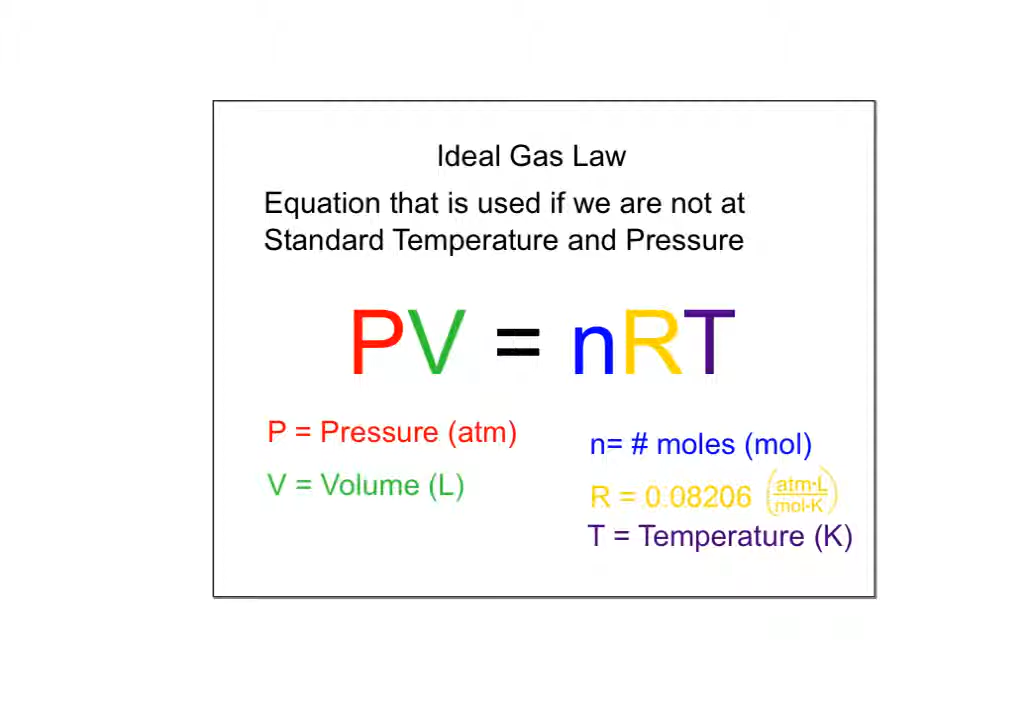 Ideal Gas Law
Equation that is used if we are not at
Standard Temperature and Pressure
PV = nRT
P = Pressure (atm)
V = Volume (L)
n= # moles (mol)
R = 0.08206 (atm·L/mol·K)
T = Temperature (K)